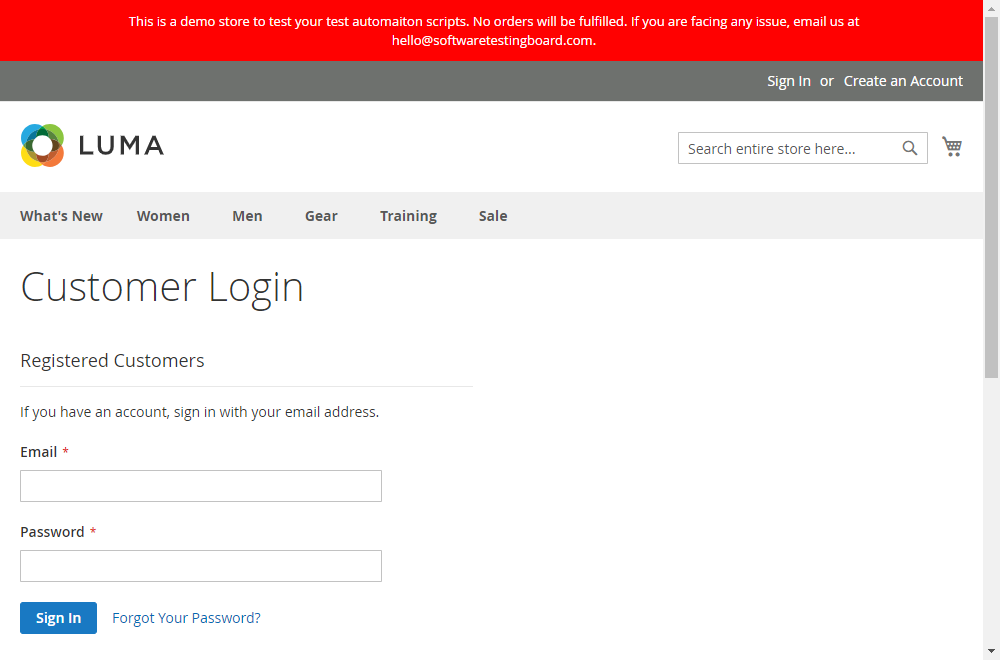 This is a demo store to test your test automaiton scripts. No orders will be fulfilled. If you are facing any issue, email us at
hello@softwaretestingboard.com.
Sign In or Create an Account
LUMA
Search entire store here...
What's New Women Men Gear Training Sale
Customer Login
Registered Customers
If you have an account, sign in with your email address.
Email *
Password *
Sign In Forgot Your Password?